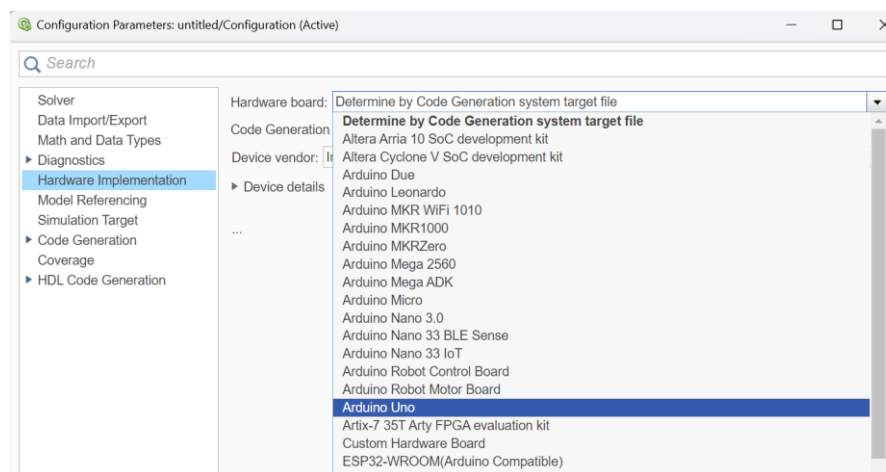 Configuration Parameters: untitled/Configuration (Active)
Search
Solver
Data Import/Export
Math and Data Types
Diagnostics
Hardware Implementation
Model Referencing
Simulation Target
Code Generation
Coverage
HDL Code Generation
Hardware board: Determine by Code Generation system target file
Code Generation
Device vendor:
Device details
...
Determine by Code Generation system target file
Altera Arria 10 SoC development kit
Altera Cyclone V SoC development kit
Arduino Due
Arduino Leonardo
Arduino MKR WiFi 1010
Arduino MKR1000
Arduino MKRZero
Arduino Mega 2560
Arduino Mega ADK
Arduino Micro
Arduino Nano 3.0
Arduino Nano 33 BLE Sense
Arduino Nano 33 IoT
Arduino Robot Control Board
Arduino Robot Motor Board
Arduino Uno
Artix-7 35T Arty FPGA evaluation kit
Custom Hardware Board
ESP32-WROOM(Arduino Compatible)